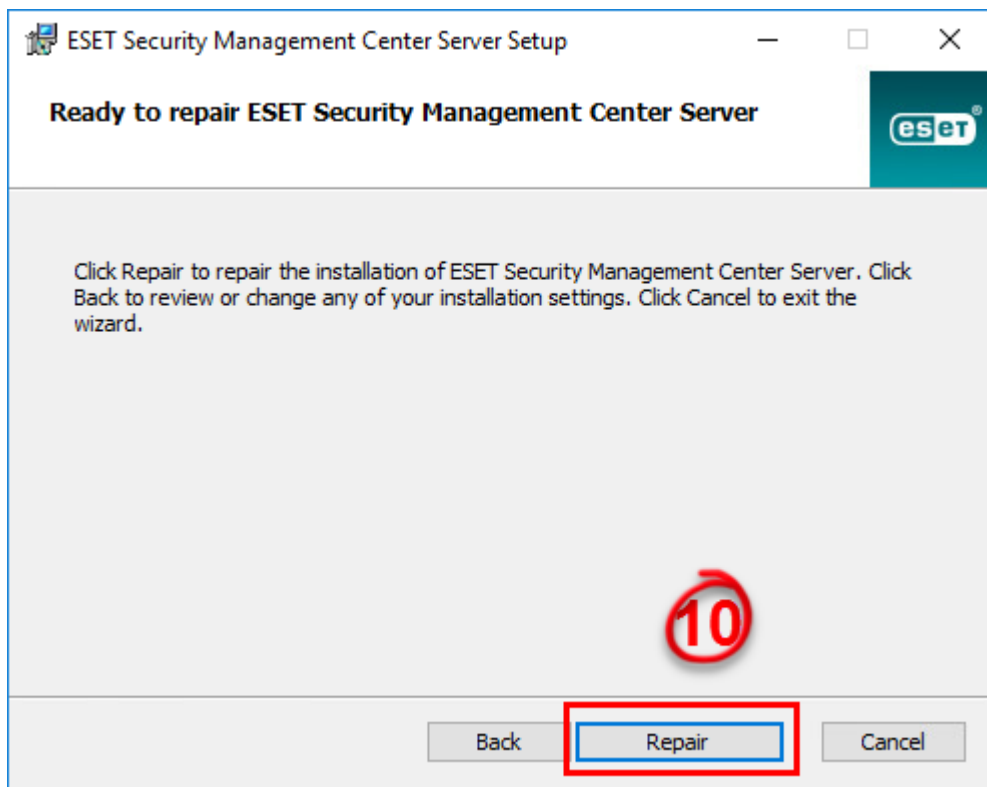 ESET Security Management Center Server Setup
Ready to repair ESET Security Management Center Server
eset®
Click Repair to repair the installation of ESET Security Management Center Server. Click
Back to review or change any of your installation settings. Click Cancel to exit the
wizard.
10
Back Repair Cancel